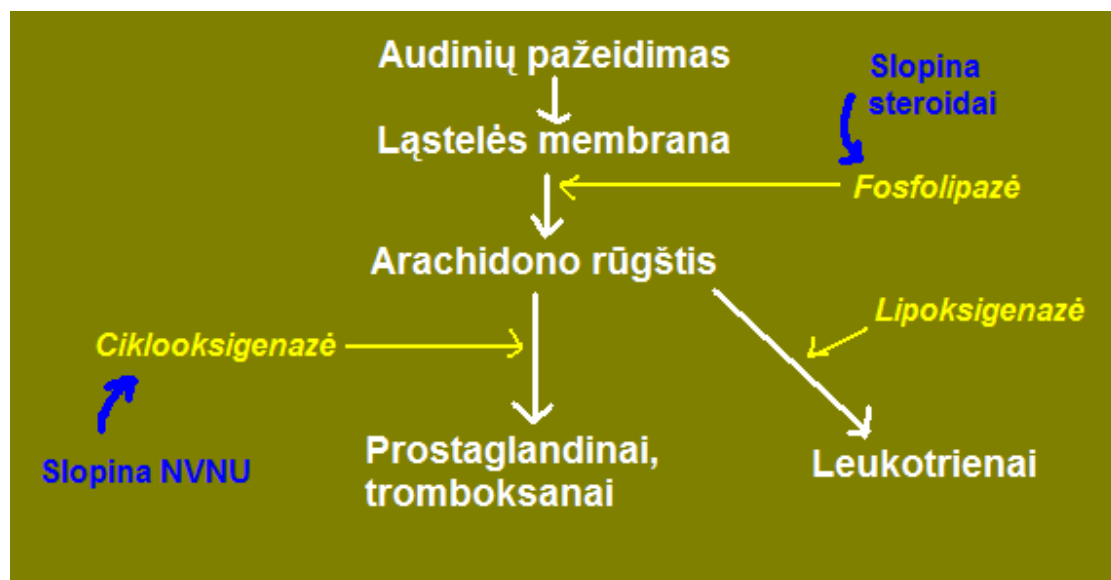 Audinių pažeidimas
Slopina
steroidai
Ląstelės membrana
Fosfolipazė
Arachidono rūgštis
Lipoksigenazė
Ciklooksigenazė
Prostaglandinai,
tromboksanai
Leukotrienai
Slopina NVNU